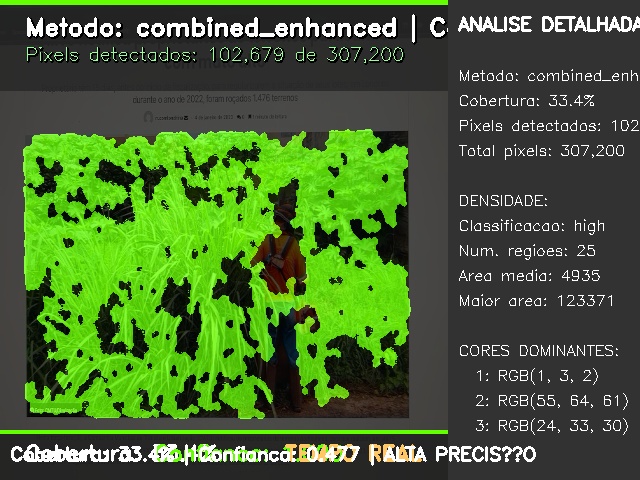 Metodo: combined_enhanced | C
Pixels detectados: 102,679 de 307,200
durante o ano de 2022, foram roçados 1.476 terrenos
ANALISE DETALHADA
Metodo: combined_enh
Cobertura: 33.4%
Pixels detectados: 102
Total pixels: 307,200
DENSIDADE:
Classificacao: high
Num. regioes: 25
Area media: 4935
Maior area: 123371
CORES DOMINANTES:
1: RGB(1, 3, 2)
2: RGB(55, 64, 61)
3: RGB(24, 33, 30)
Cobertura: 33.4% | Confianca: 0.477 | ALTA PRECIS??O
TEMPO REAL